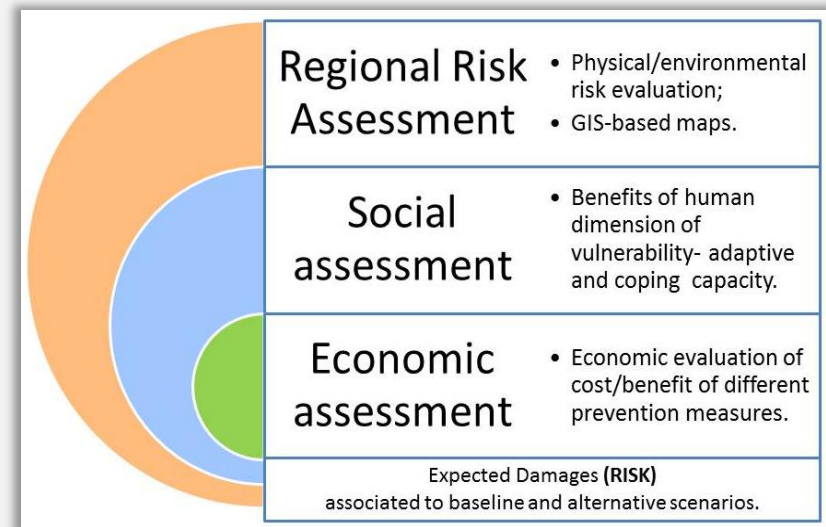 Regional Risk
Assessment
• Physical/environmental
risk evaluation;
• GIS-based maps.
Social
assessment
• Benefits of human
dimension of
vulnerability- adaptive
and coping capacity.
Economic
assessment
• Economic evaluation of
cost/benefit of different
prevention measures.
Expected Damages (RISK)
associated to baseline and alternative scenarios.